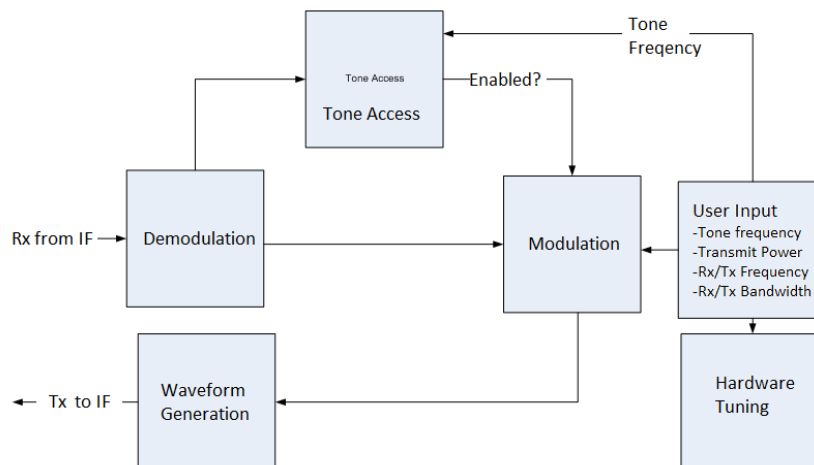 Tone
Freqency
Tone Access
Tone Access
Enabled?
Rx from IF
Demodulation
Modulation
User Input
-Tone frequency
-Transmit Power
-Rx/Tx Frequency
-Rx/Tx Bandwidth
Tx to IF
Waveform
Generation
Hardware
Tuning